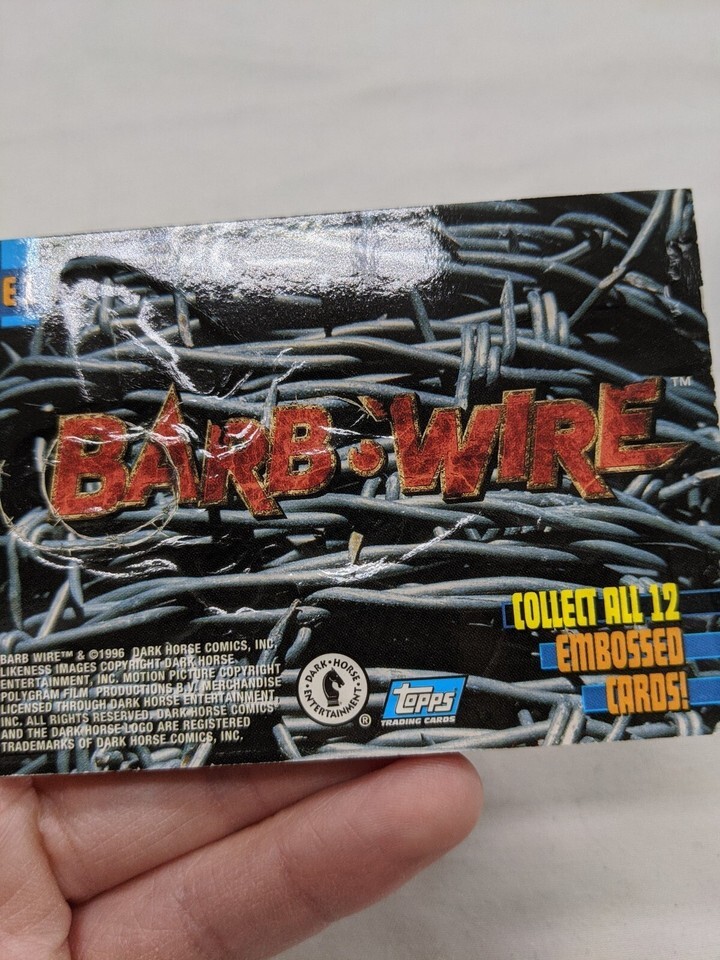 E
BARB WIRE™
COLLECT ALL 12
EMBOSSED
CARDS!
BARB WIRE™ & ©1996 DARK HORSE COMICS, INC.
LIKENESS IMAGES COPYRIGHT DARK HORSE
ENTERTAINMENT, INC. MOTION PICTURE COPYRIGHT
POLYGRAM FILM PRODUCTIONS B.V. MERCHANDISE
LICENSED THROUGH DARK HORSE ENTERTAINMENT,
INC. ALL RIGHTS RESERVED. DARK HORSE COMICS®
AND THE DARK HORSE LOGO ARE REGISTERED
TRADEMARKS OF DARK HORSE COMICS, INC.
DARK • HORSE
• ENTERTAINMENT •
®
topps®
TRADING CARDS